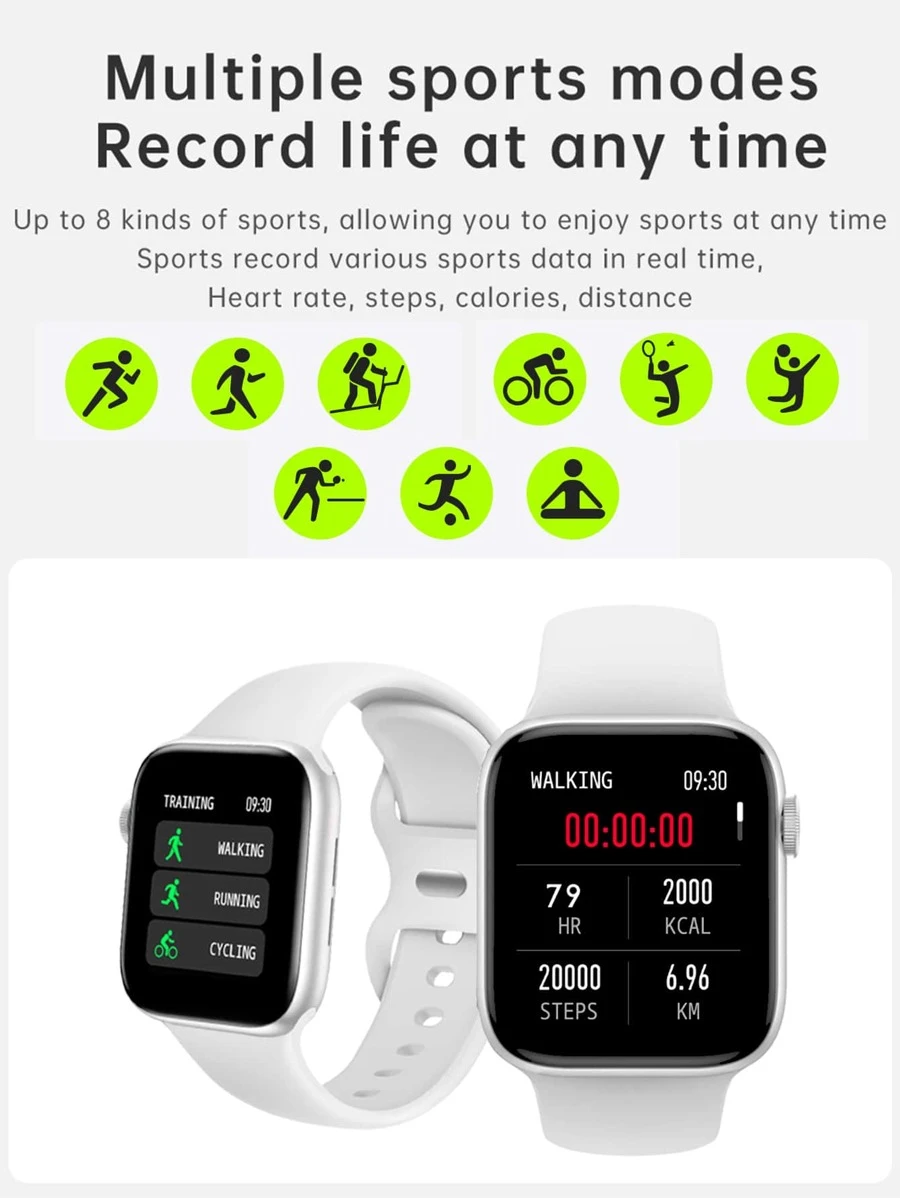 Multiple sports modes
Record life at any time
Up to 8 kinds of sports, allowing you to enjoy sports at any time
Sports record various sports data in real time,
Heart rate, steps, calories, distance
TRAINING 09:30
WALKING
RUNNING
CYCLING
WALKING 09:30
00:00:00
79 2000
HR KCAL
20000 6.96
STEPS KM